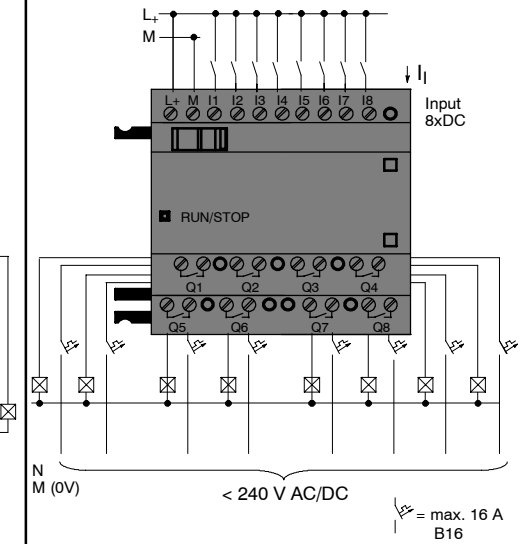 L+
M
I1
L+ M I1 I2 I3 I4 I5 I6 I7 I8
Input
8xDC
RUN/STOP
Q1 Q2 Q3 Q4
Q5 Q6 Q7 Q8
N
M (0V)
< 240 V AC/DC
= max. 16 A
B16